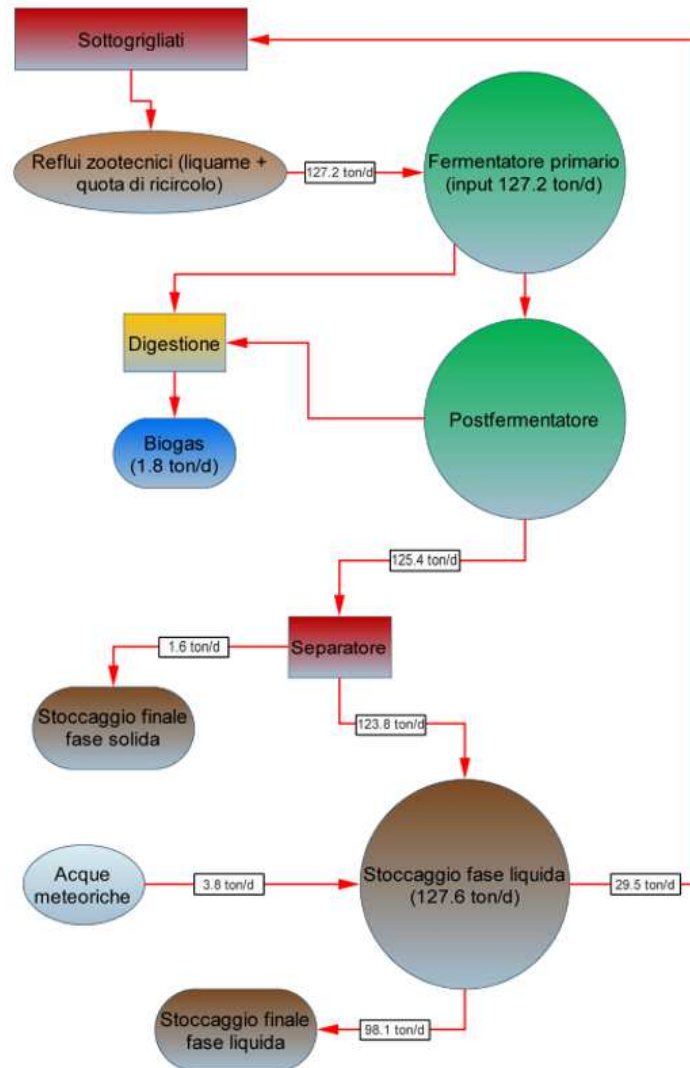 Sottogrigliati
Reflui zootecnici (liquame +
quota di ricircolo)
127.2 ton/d
Fermentatore primario
(input 127.2 ton/d)
Digestione
Biogas
(1.8 ton/d)
Postfermentatore
125.4 ton/d
Separatore
1.6 ton/d
Stoccaggio finale
fase solida
123.8 ton/d
Acque
meteoriche
3.8 ton/d
Stoccaggio fase liquida
(127.6 ton/d)
29.5 ton/d
98.1 ton/d
Stoccaggio finale
fase liquida